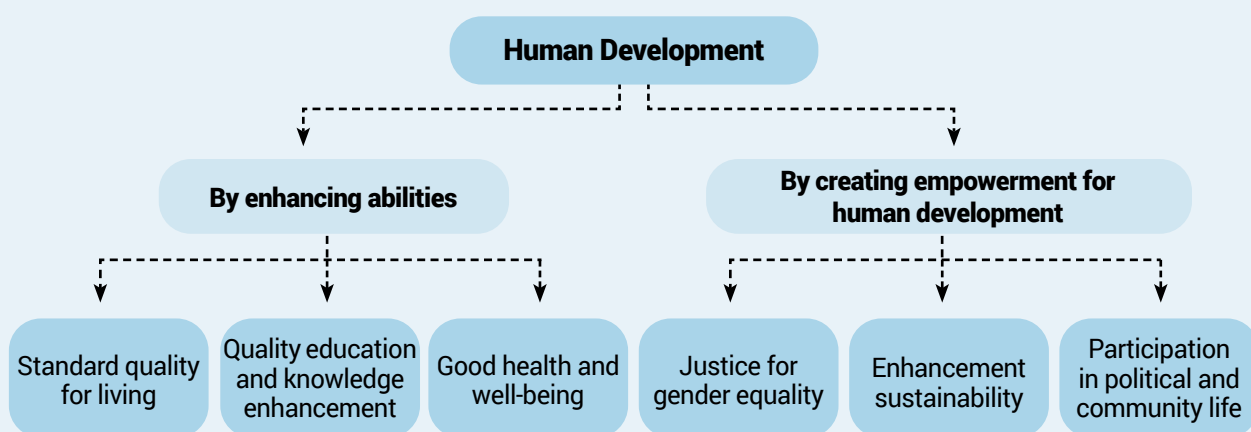 Human Development
By enhancing abilities
By creating empowerment for
human development
Standard quality
for living
Quality education
and knowledge
enhancement
Good health and
well-being
Justice for
gender equality
Enhancement
sustainability
Participation
in political and
community life